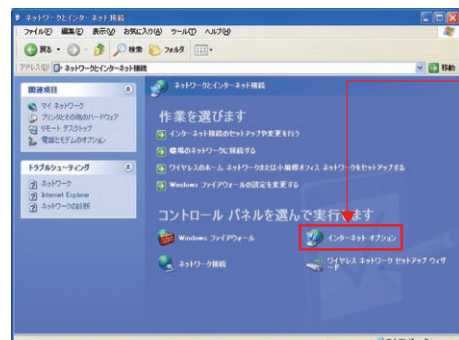 ネットワークとインターネット接続
ファイル(F) 編集(E) 表示(V) お気に入り(A) ツール(T) ヘルプ(H)
戻る 検索 フォルダ
アドレス(D) ネットワークとインターネット接続 移動
関連項目
マイ ネットワーク
プリンタとその他のハードウェア
リモート デスクトップ
電話とモデムのオプション
トラブルシューティング
ネットワーク
Internet Explorer
ネットワークの診断
ネットワークとインターネット接続
作業を選びます
インターネット接続のセットアップや変更を行う
職場のネットワークに接続する
ワイヤレスのホーム ネットワークまたは小規模オフィス ネットワークをセットアップする
Windows ファイアウォールの設定を変更する
コントロール パネルを選んで実行します
Windows ファイアウォール
インターネット オプション
ネットワーク接続
ワイヤレス ネットワーク セットアップ ウィザ
ード